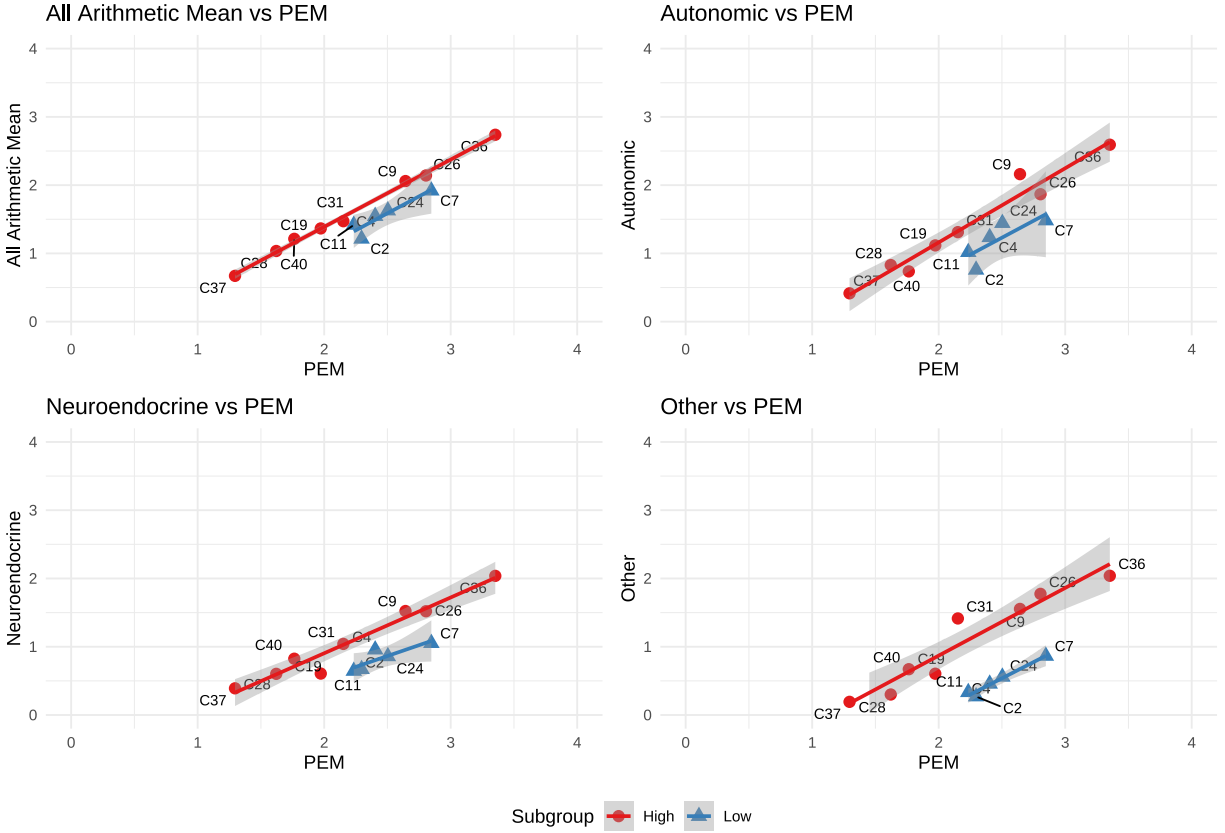 All Arithmetic Mean vs PEM
4
3
2
1
0
All Arithmetic Mean
C36
C26
C9
C31
C24
C7
C19
C4
C11
C2
C28
C40
C37
0 1 2 3 4
PEM
Autonomic vs PEM
4
3
2
1
0
Autonomic
C36
C9
C26
C24
C31
C19
C7
C4
C28
C11
C2
C37
C40
0 1 2 3 4
PEM
Neuroendocrine vs PEM
4
3
2
1
0
Neuroendocrine
C36
C9
C26
C31
C4
C7
C40
C19
C2
C24
C28
C11
C37
0 1 2 3 4
PEM
Other vs PEM
4
3
2
1
0
Other
C36
C26
C31
C9
C7
C40
C19
C24
C11
C4
C2
C28
C37
0 1 2 3 4
PEM
Subgroup High Low